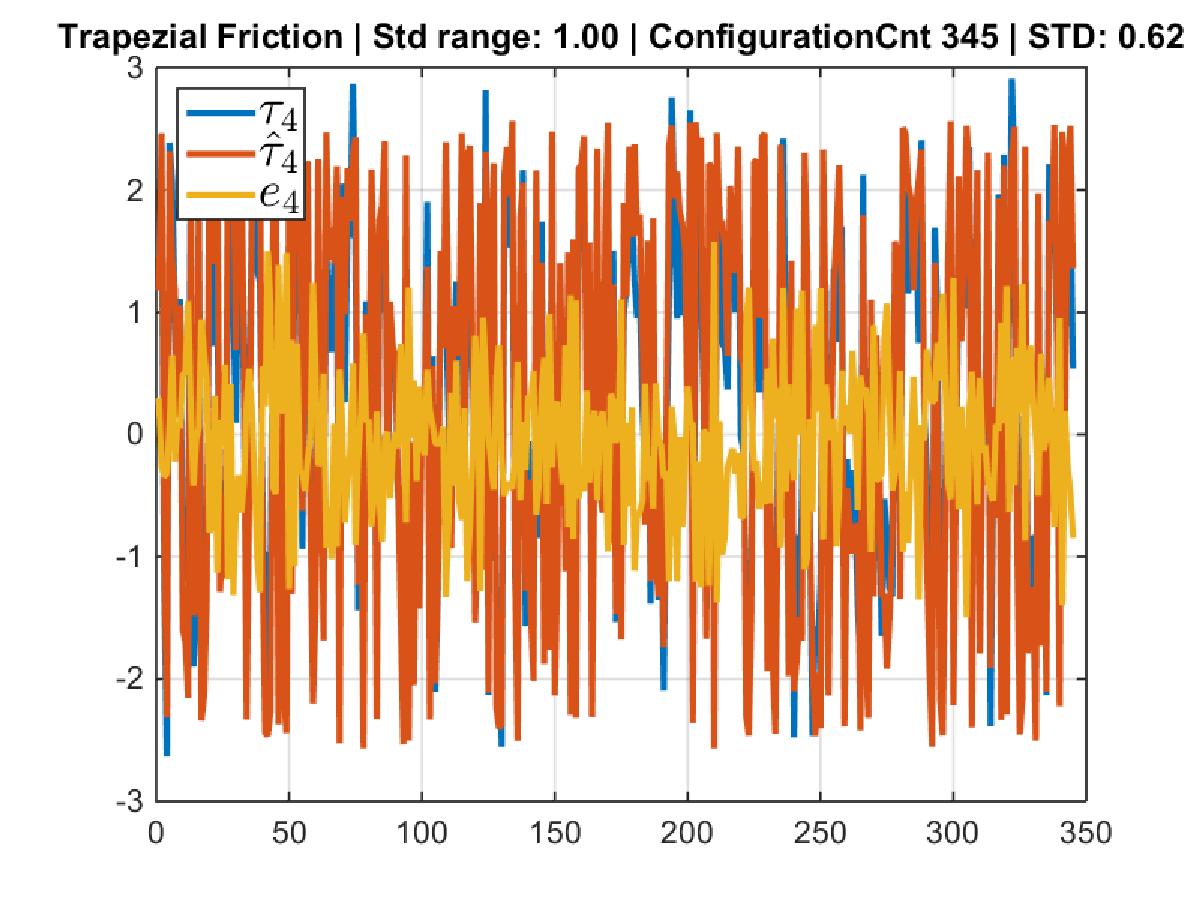 Trapezial Friction | Std range: 1.00 | ConfigurationCnt 345 | STD: 0.62
3
2
1
0
-1
-2
-3
τ₄
τ̂₄
e₄
0 50 100 150 200 250 300 350